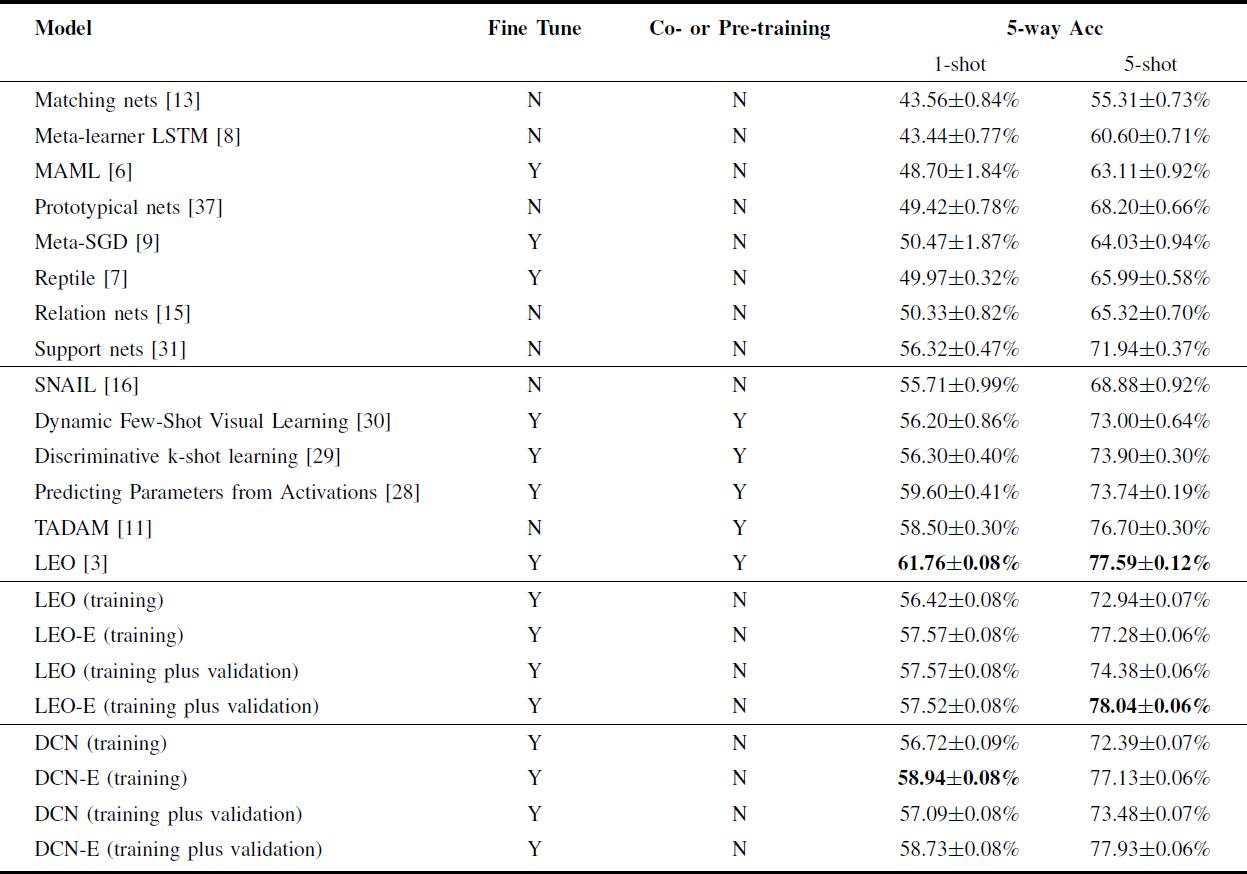 Model Fine Tune Co- or Pre-training 5-way Acc
1-shot 5-shot
Matching nets [13] N N 43.56±0.84% 55.31±0.73%
Meta-learner LSTM [8] N N 43.44±0.77% 60.60±0.71%
MAML [6] Y N 48.70±1.84% 63.11±0.92%
Prototypical nets [37] N N 49.42±0.78% 68.20±0.66%
Meta-SGD [9] Y N 50.47±1.87% 64.03±0.94%
Reptile [7] Y N 49.97±0.32% 65.99±0.58%
Relation nets [15] N N 50.33±0.82% 65.32±0.70%
Support nets [31] N N 56.32±0.47% 71.94±0.37%
SNAIL [16] N N 55.71±0.99% 68.88±0.92%
Dynamic Few-Shot Visual Learning [30] Y Y 56.20±0.86% 73.00±0.64%
Discriminative k-shot learning [29] Y Y 56.30±0.40% 73.90±0.30%
Predicting Parameters from Activations [28] Y Y 59.60±0.41% 73.74±0.19%
TADAM [11] N Y 58.50±0.30% 76.70±0.30%
LEO [3] Y Y 61.76±0.08% 77.59±0.12%
LEO (training) Y N 56.42±0.08% 72.94±0.07%
LEO-E (training) Y N 57.57±0.08% 77.28±0.06%
LEO (training plus validation) Y N 57.57±0.08% 74.38±0.06%
LEO-E (training plus validation) Y N 57.52±0.08% 78.04±0.06%
DCN (training) Y N 56.72±0.09% 72.39±0.07%
DCN-E (training) Y N 58.94±0.08% 77.13±0.06%
DCN (training plus validation) Y N 57.09±0.08% 73.48±0.07%
DCN-E (training plus validation) Y N 58.73±0.08% 77.93±0.06%